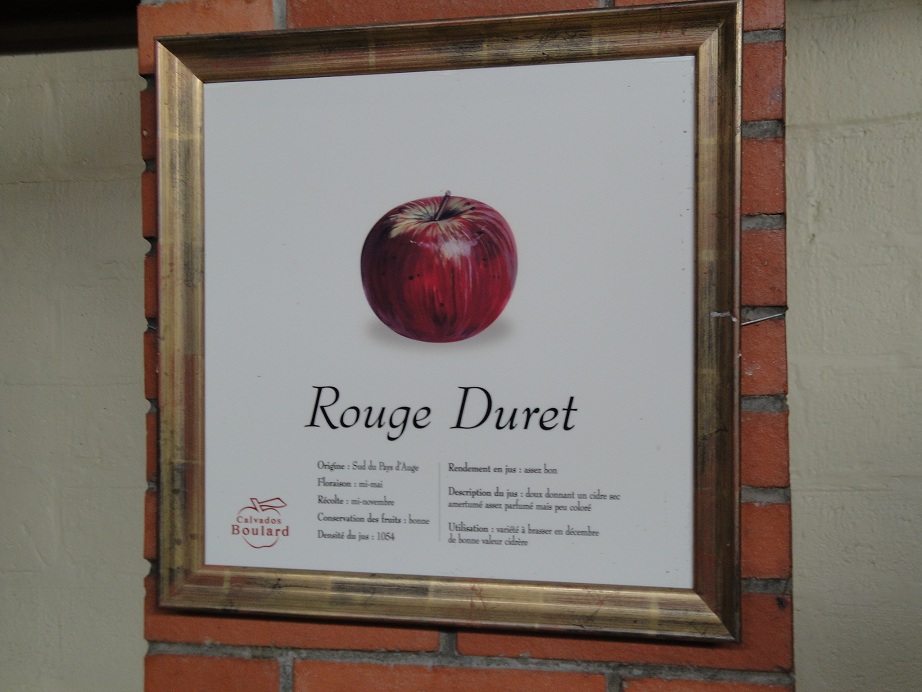 Rouge Duret
Origine : Sud du Pays d'Auge
Floraison : mi-mai
Récolte : mi-novembre
Conservation des fruits : bonne
Densité du jus : 1054
Rendement en jus : assez bon
Description du jus : doux donnant un cidre sec
amertumé assez parfumé mais peu coloré
Utilisation : variété à brasser en décembre
de bonne valeur cidrère
Calvados
Boulard